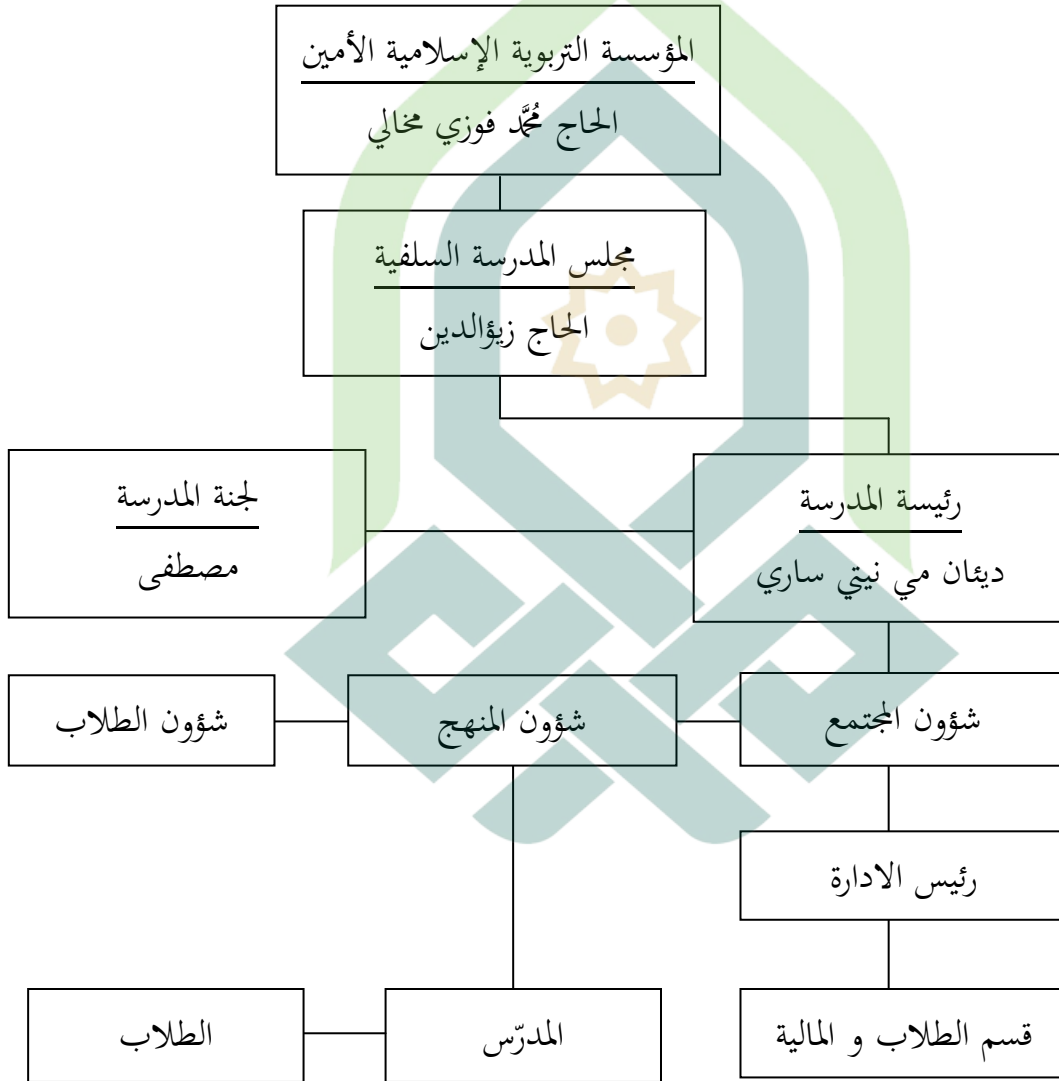 المؤسسة التربوية الإسلامية الأمين
الحاج مُحَمَّد فوزي مخالي
مجلس المدرسة السلفية
الحاج زيؤالدين
رئيسة المدرسة
ديئان مي نيتي ساري
لجنة المدرسة
مصطفى
شؤون المجتمع
شؤون المنهج
شؤون الطلاب
رئيس الادارة
قسم الطلاب و المالية
المدرّس
الطلاب